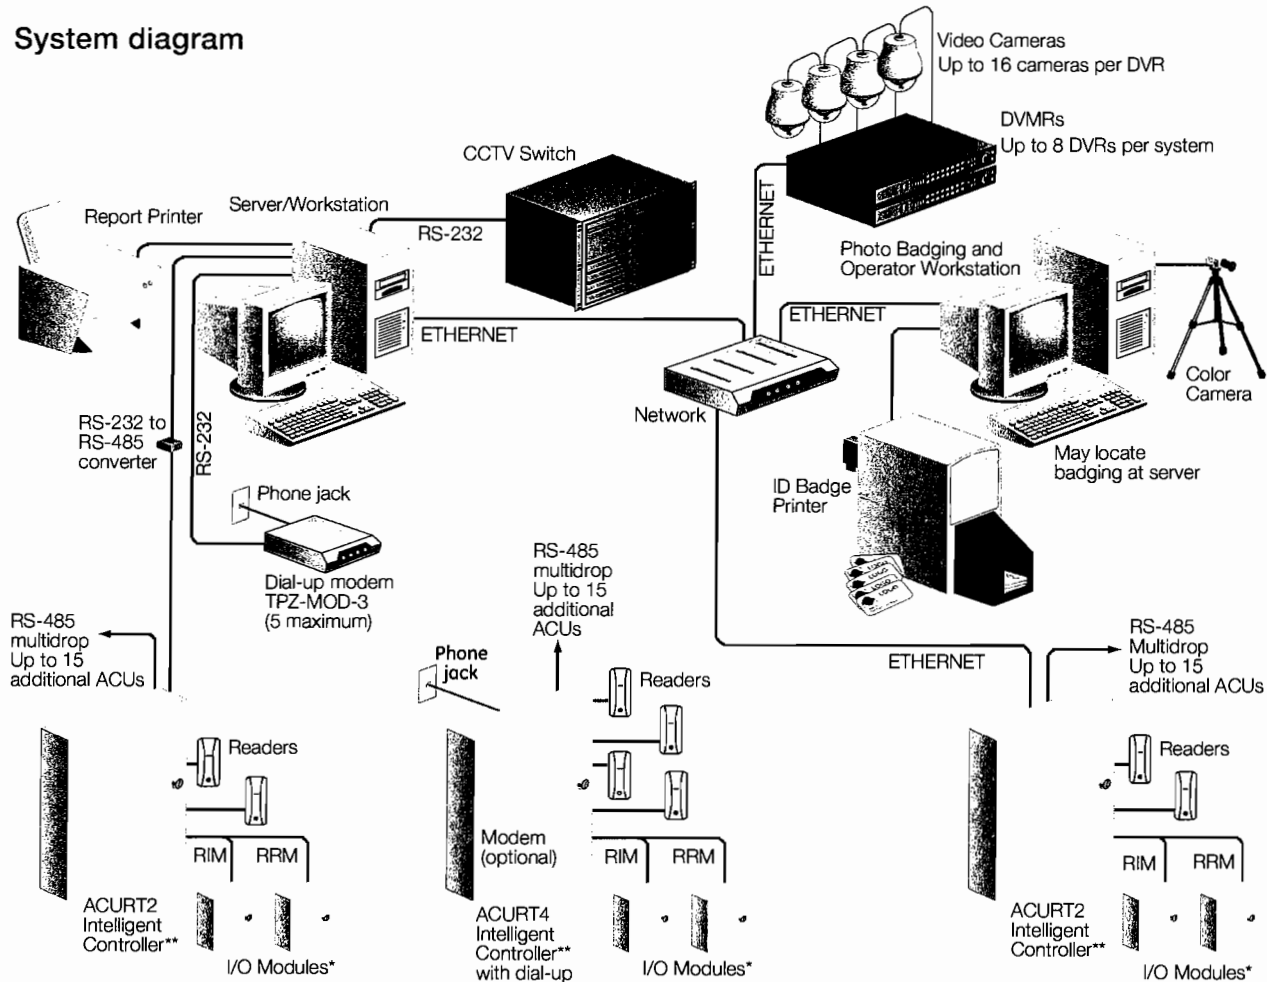 System diagram
Video Cameras
Up to 16 cameras per DVR
DVMRs
Up to 8 DVRs per system
CCTV Switch
Report Printer
Server/Workstation
RS-232
ETHERNET
Photo Badging and
Operator Workstation
ETHERNET
ETHERNET
Color
Camera
Network
RS-232 to
RS-485
converter
RS-232
May locate
badging at server
Phone jack
ID Badge
Printer
LOGO
LOGO
LOGO
LOGO
Dial-up modem
TPZ-MOD-3
(5 maximum)
RS-485
multidrop
Up to 15
additional
ACUs
RS-485
multidrop
Up to 15
additional ACUs
Phone
jack
ETHERNET
RS-485
Multidrop
Up to 15
additional ACUs
Readers
Readers
Readers
Modem
(optional)
RIM
RRM
RIM
RRM
RIM
RRM
ACURT2
Intelligent
Controller**
I/O Modules*
ACURT4
Intelligent
Controller**
with dial-up
I/O Modules*
ACURT2
Intelligent
Controller**
I/O Modules*